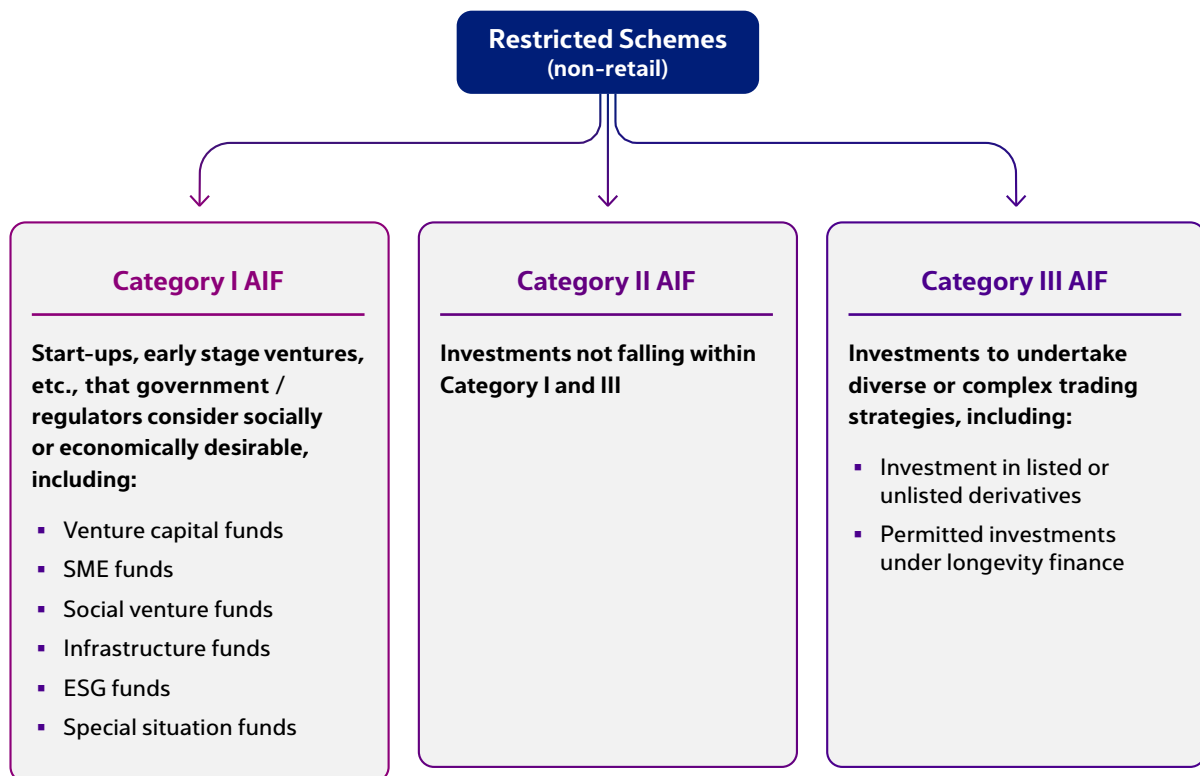 Restricted Schemes
(non-retail)
Category I AIF
Start-ups, early stage ventures,
etc., that government /
regulators consider socially
or economically desirable,
including:
▪ Venture capital funds
▪ SME funds
▪ Social venture funds
▪ Infrastructure funds
▪ ESG funds
▪ Special situation funds
Category II AIF
Investments not falling within
Category I and III
Category III AIF
Investments to undertake
diverse or complex trading
strategies, including:
▪ Investment in listed or
unlisted derivatives
▪ Permitted investments
under longevity finance